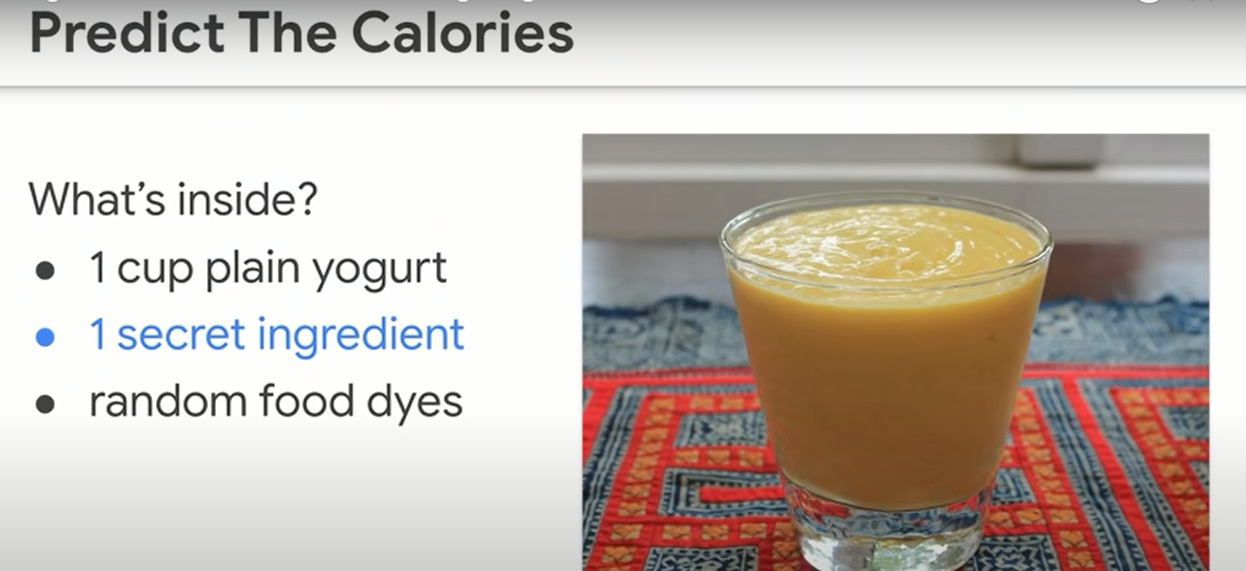 Predict The Calories
What's inside?
1 cup plain yogurt
1 secret ingredient
random food dyes